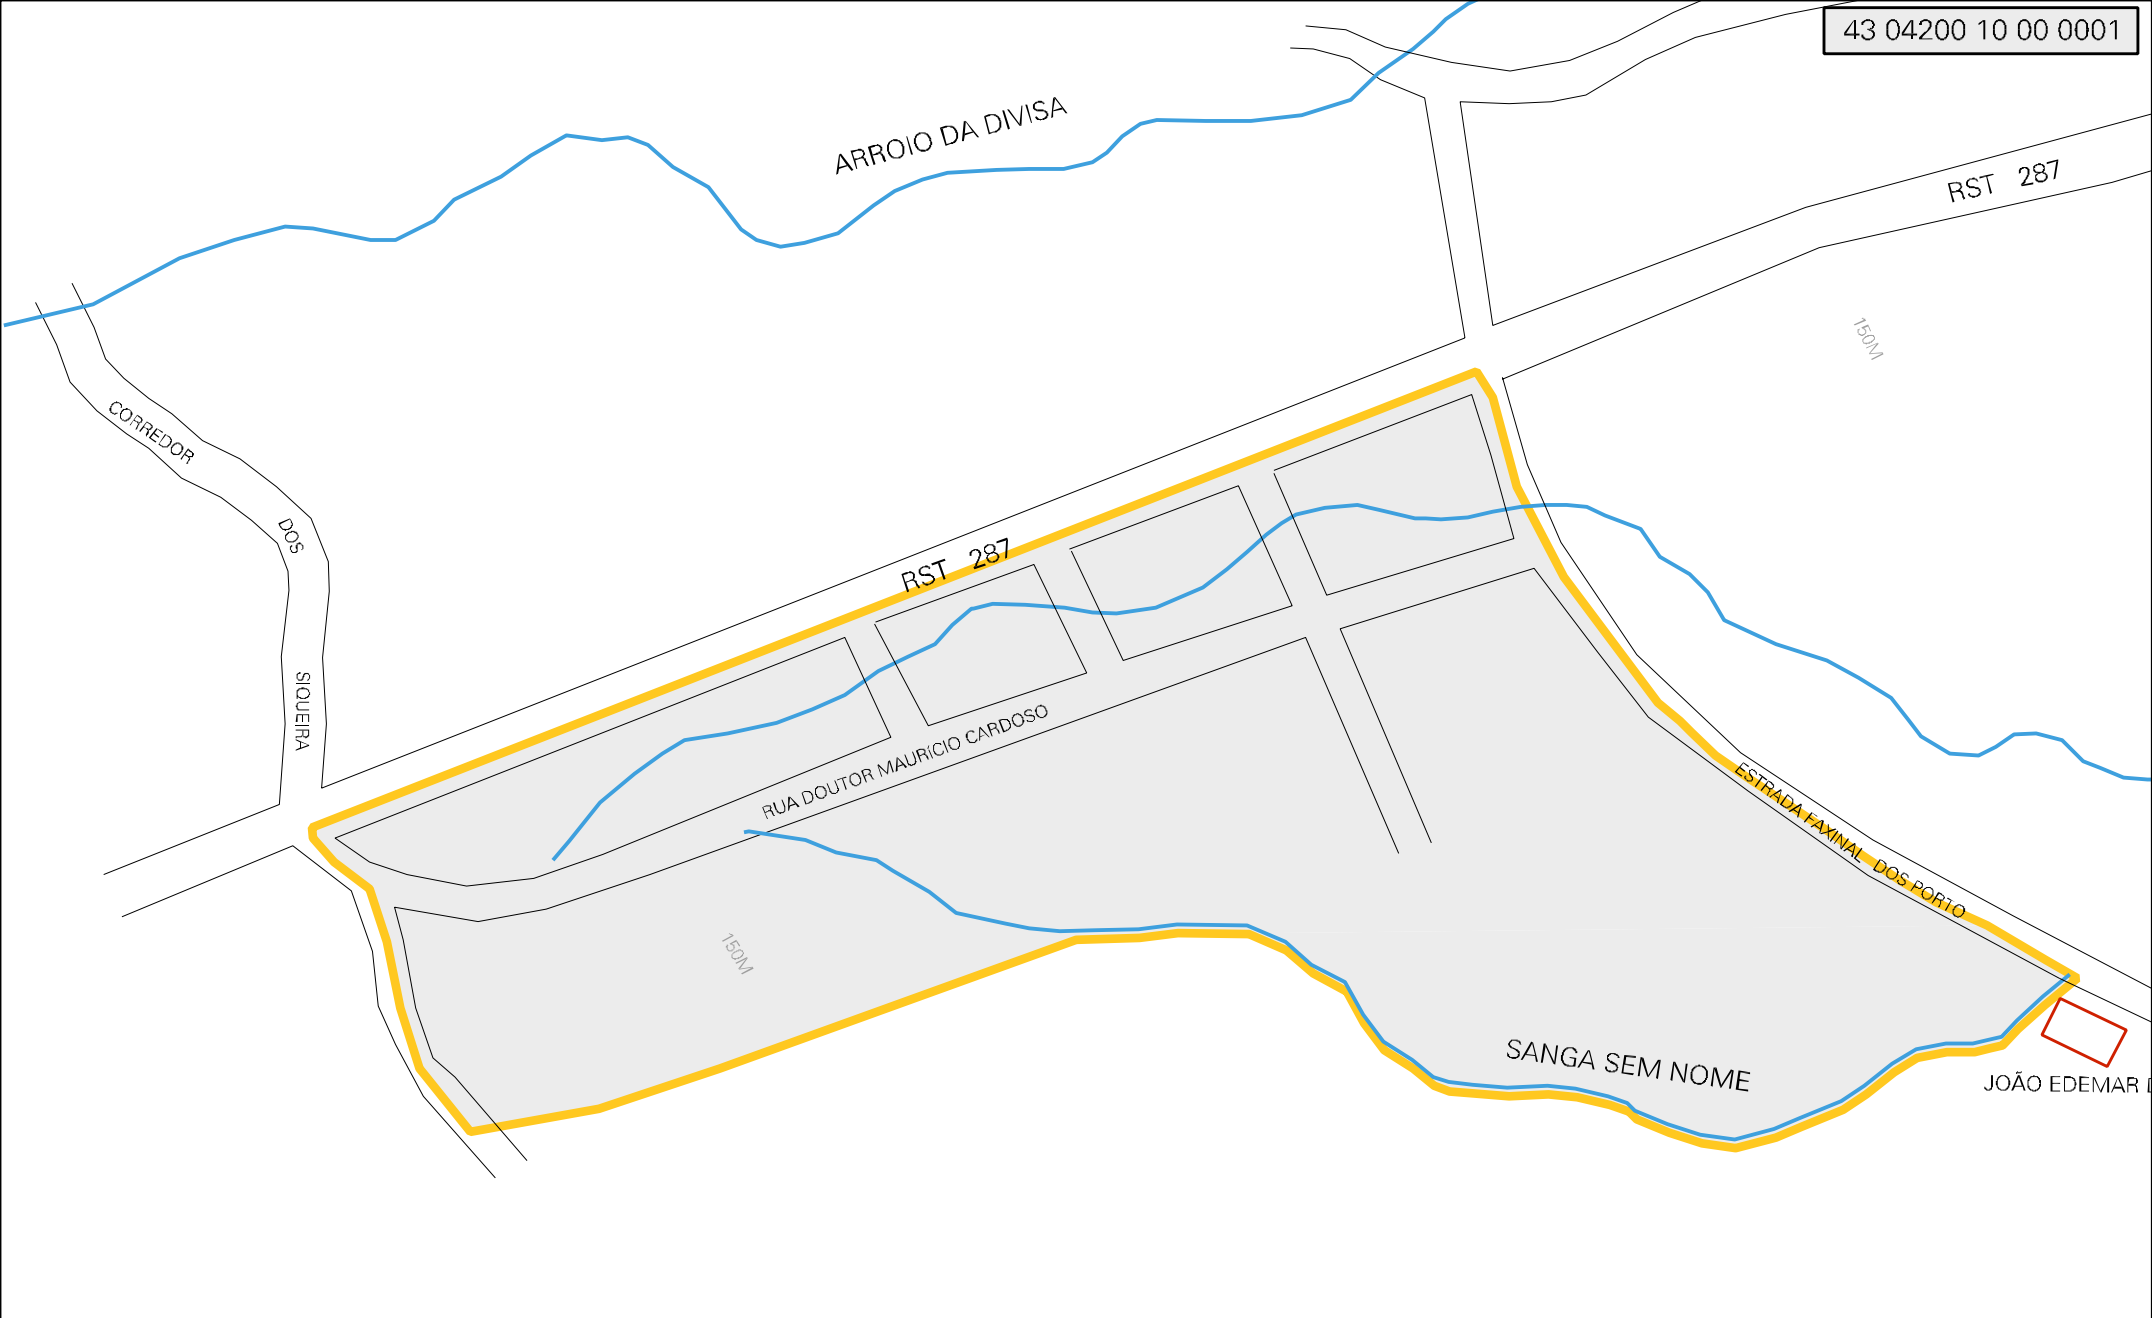 43 04200 10 00 0001
ARROIO DA DIVISA
RST 287
150M
CORREDOR
DOS
SIQUEIRA
RST 287
RUA DOUTOR MAURíCIO CARDOSO
ESTRADA FAXINAL DOS PORTO
150M
SANGA SEM NOME
JOÃO EDEMAR